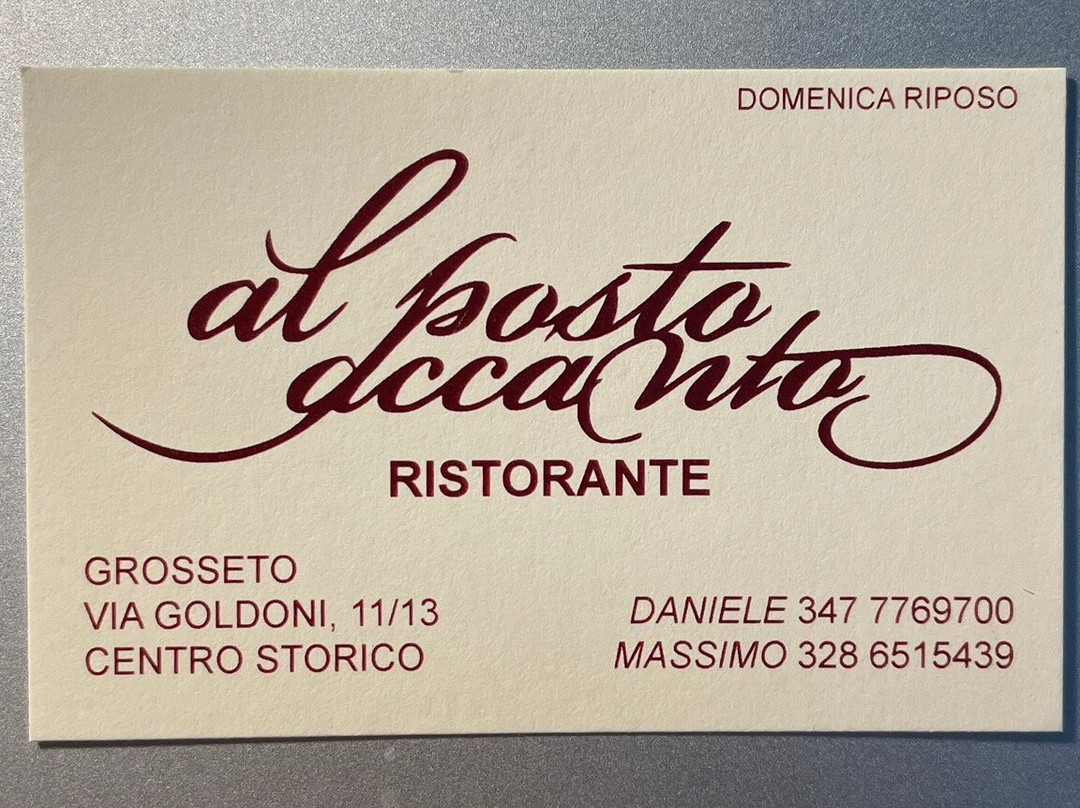 DOMENICA RIPOSO
al posto
accanto
RISTORANTE
GROSSETO
VIA GOLDONI, 11/13
CENTRO STORICO
DANIELE 347 7769700
MASSIMO 328 6515439